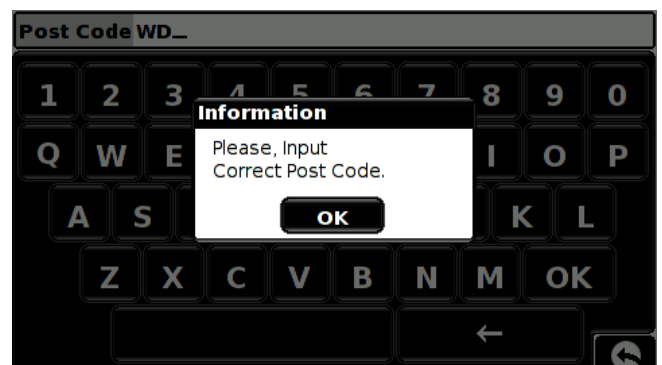 Post Code WD_
1 2 3 4 5 6 7 8 9 0
Information
Q W E I O P
Please, Input
Correct Post Code.
A S K L
OK
Z X C V B N M OK
←